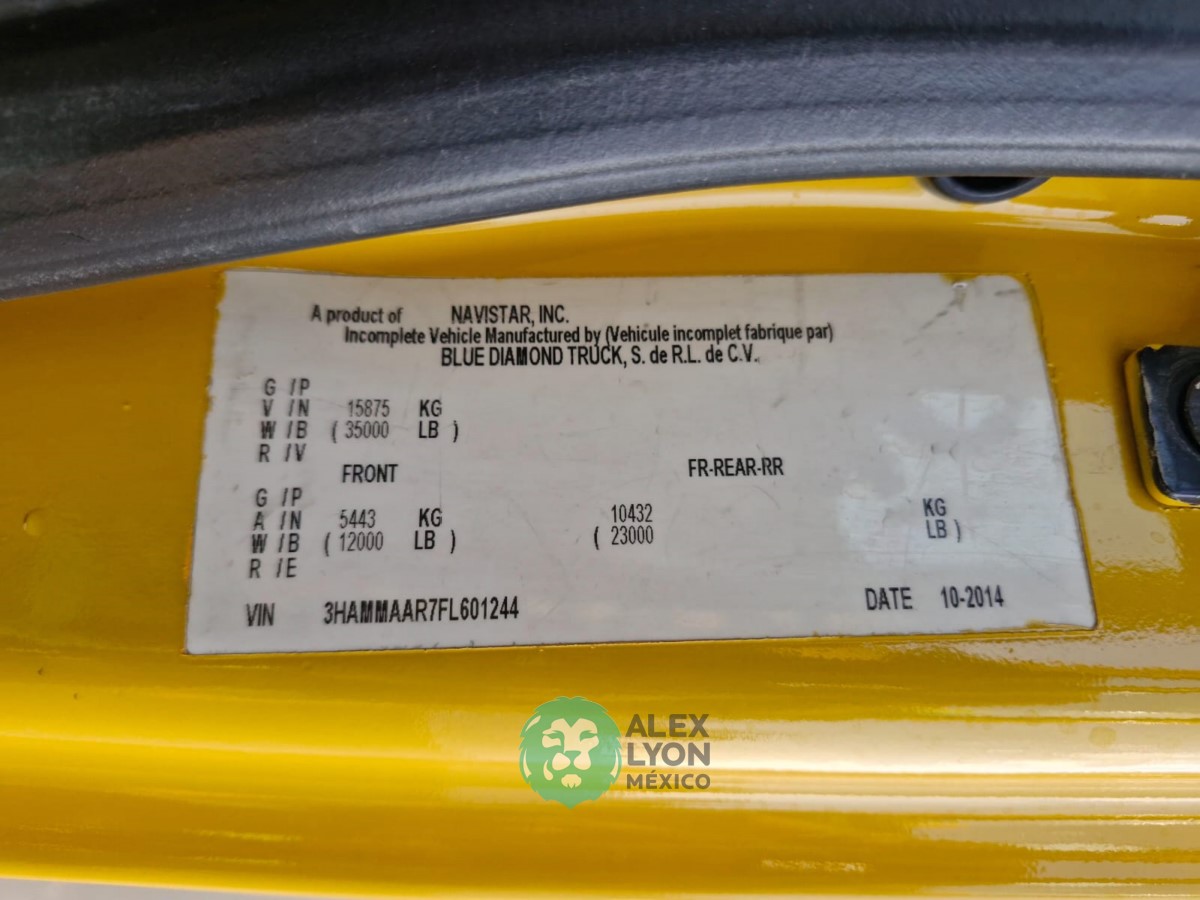 A product of NAVISTAR, INC.
Incomplete Vehicle Manufactured by (Vehicule incomplet fabrique par)
BLUE DIAMOND TRUCK, S. de R.L. de C.V.
G /P
V /N 15875 KG
W /B ( 35000 LB )
R /V
FRONT FR-REAR-RR
G /P
A /N 5443 KG 10432 KG
W /B ( 12000 LB ) ( 23000 LB )
R /E
VIN 3HAMMAAR7FL601244 DATE 10-2014
ALEX
LYON
MÉXICO